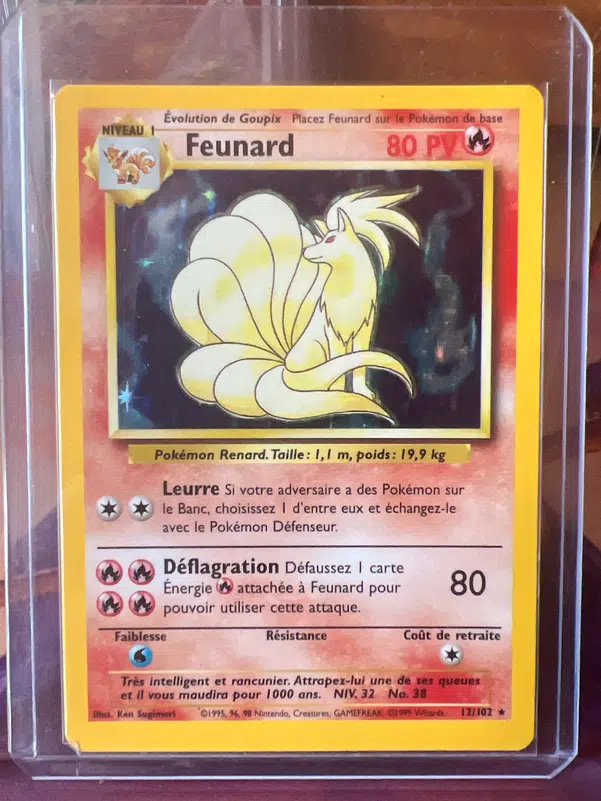 Évolution de Goupix Placez Feunard sur le Pokémon de base
NIVEAU 1
Feunard 80 PV
Pokémon Renard. Taille : 1,1 m, poids : 19,9 kg
Leurre Si votre adversaire a des Pokémon sur
le Banc, choisissez 1 d'entre eux et échangez-le
avec le Pokémon Défenseur.
Déflagration Défaussez 1 carte
Énergie attachée à Feunard pour
pouvoir utiliser cette attaque.
80
Faiblesse Résistance Coût de retraite
Très intelligent et rancunier. Attrapez-lui une de ses queues
et il vous maudira pour 1000 ans. NIV. 32 No. 38
Illus. Ken Sugimori ©1995, 96, 98 Nintendo, Creatures, GAMEFREAK. ©1999 Wizards. 12/102 ★